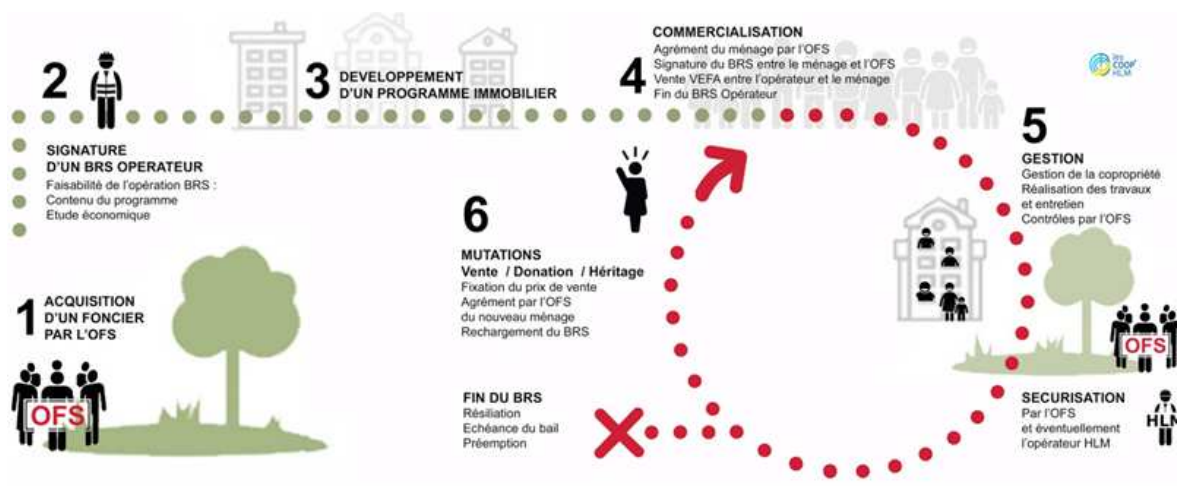 1
ACQUISITION
D'UN FONCIER
PAR L'OFS
OFS
2
SIGNATURE
D'UN BRS OPERATEUR
Faisabilité de l'opération BRS :
Contenu du programme
Etude économique
3
DEVELOPPEMENT
D'UN PROGRAMME IMMOBILIER
4
COMMERCIALISATION
Agrément du ménage par l'OFS
Signature du BRS entre le ménage et l'OFS
Vente VEFA entre l'opérateur et le ménage
Fin du BRS Opérateur
les
COOP'
HLM
5
GESTION
Gestion de la copropriété
Réalisation des travaux
et entretien
Contrôles par l'OFS
OFS
SECURISATION
Par l'OFS
et éventuellement
l'opérateur HLM
HLM
6
MUTATIONS
Vente / Donation / Héritage
Fixation du prix de vente
Agrément par l'OFS
du nouveau ménage
Rechargement du BRS
FIN DU BRS
Résiliation
Echéance du bail
Préemption